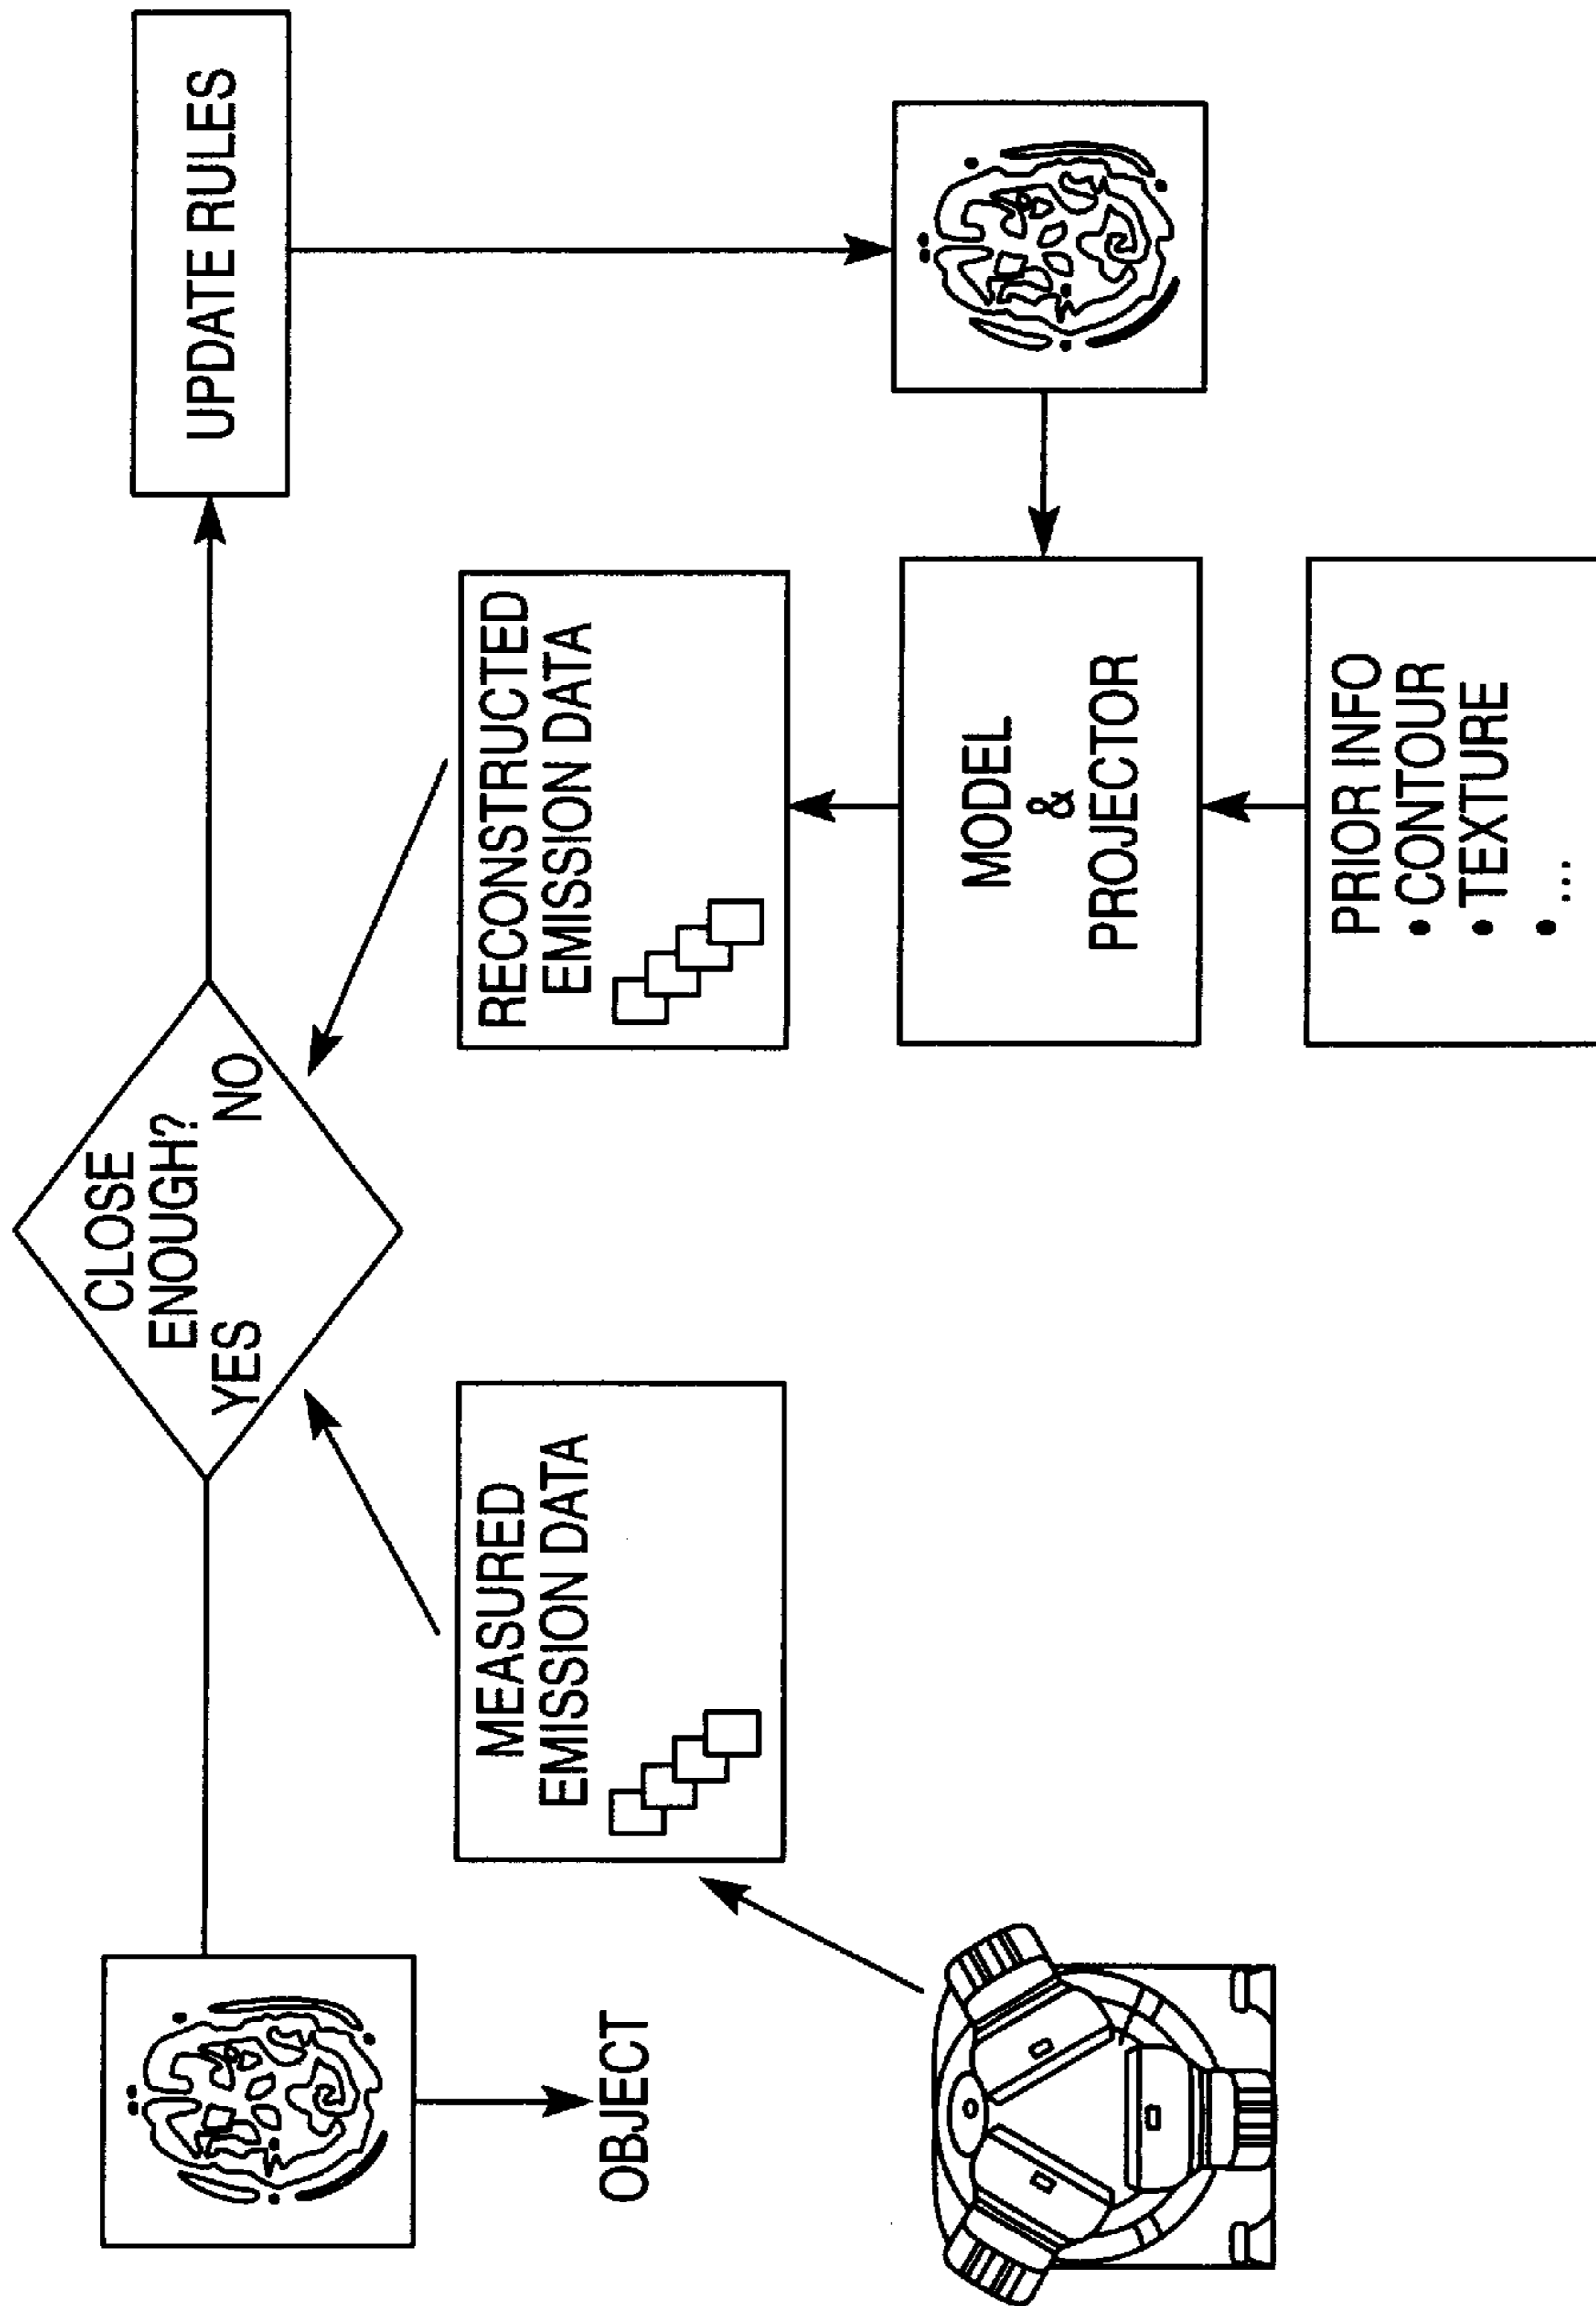 CLOSE
ENOUGH?
YES NO
UPDATE RULES
MEASURED
EMISSION DATA
RECONSTRUCTED
EMISSION DATA
OBJECT
MODEL
&
PROJECTOR
PRIOR INFO
• CONTOUR
• TEXTURE
• ...